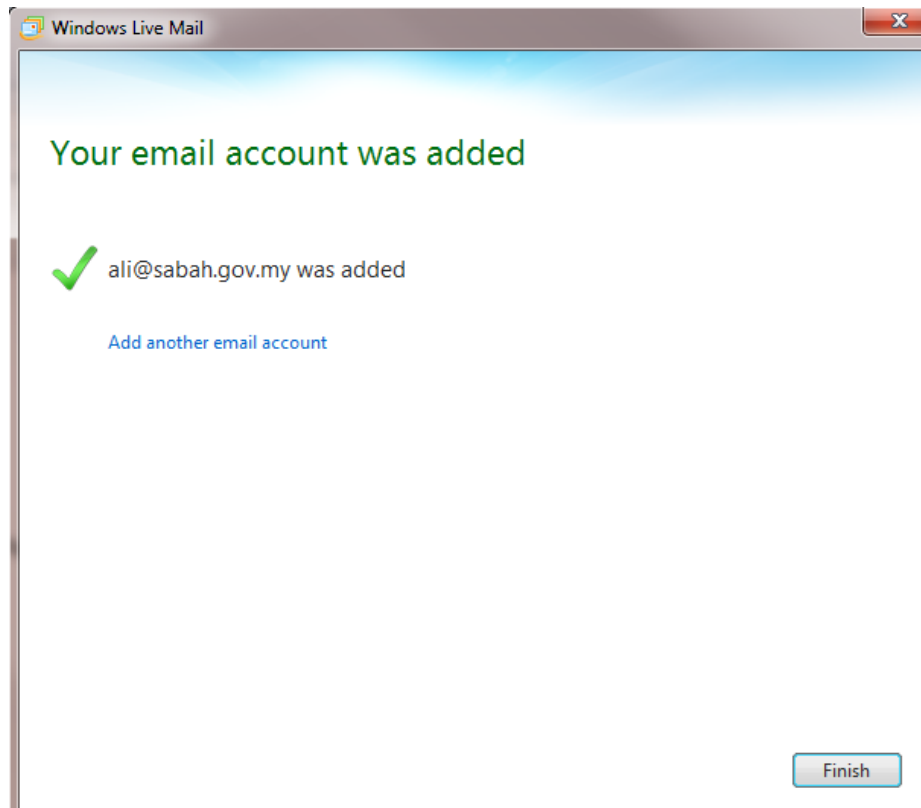 Windows Live Mail
Your email account was added
ali@sabah.gov.my was added
Add another email account
Finish